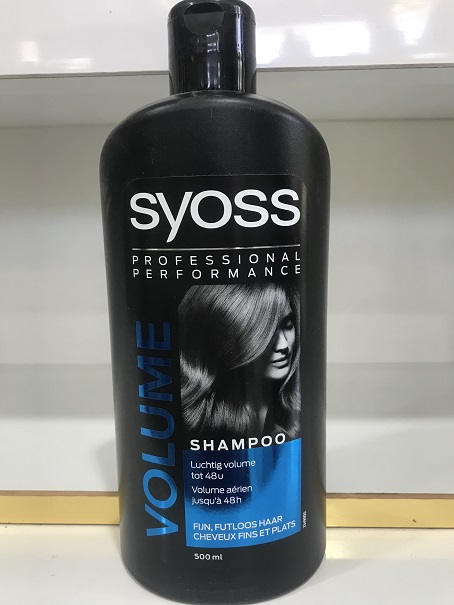 syoss
PROFESSIONAL
PERFORMANCE
VOLUME
SHAMPOO
Luchtig volume
tot 48u
Volume aérien
jusqu'à 48h
FIJN, FUTLOOS HAAR
CHEVEUX FINS ET PLATS
500 ml